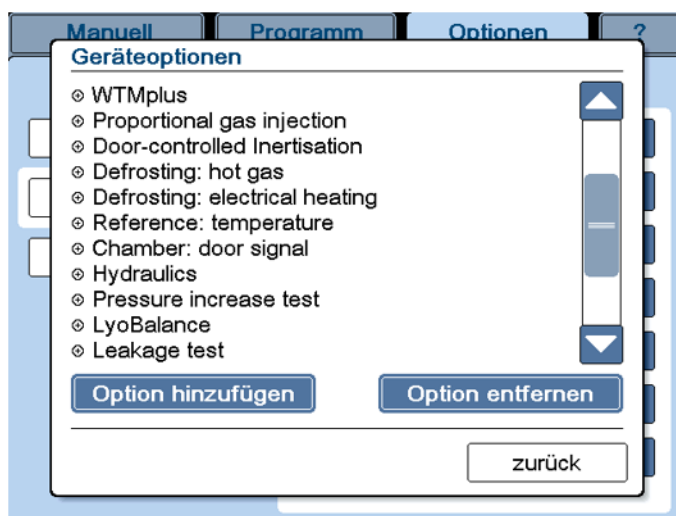 Manuell Programm Optionen ?
Geräteoptionen
WTMplus
Proportional gas injection
Door-controlled Inertisation
Defrosting: hot gas
Defrosting: electrical heating
Reference: temperature
Chamber: door signal
Hydraulics
Pressure increase test
LyoBalance
Leakage test
Option hinzufügen Option entfernen
zurück